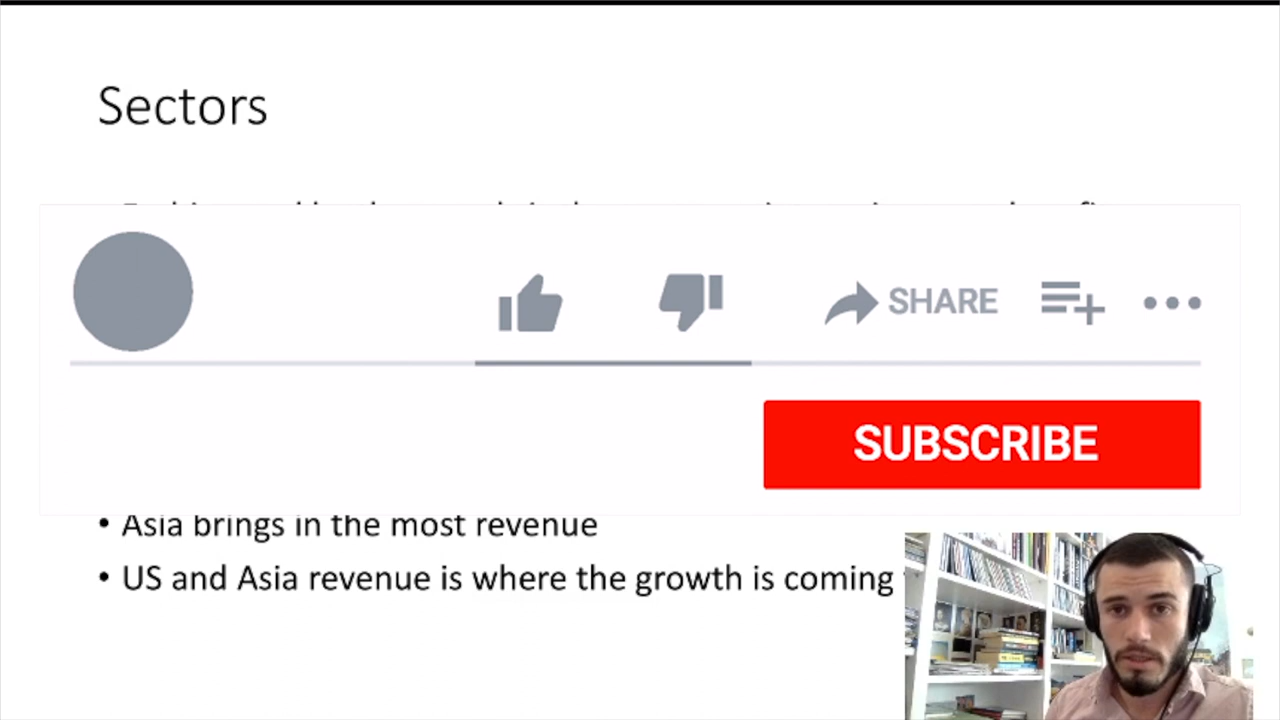 Sectors
SHARE
SUBSCRIBE
• Asia brings in the most revenue
• US and Asia revenue is where the growth is coming